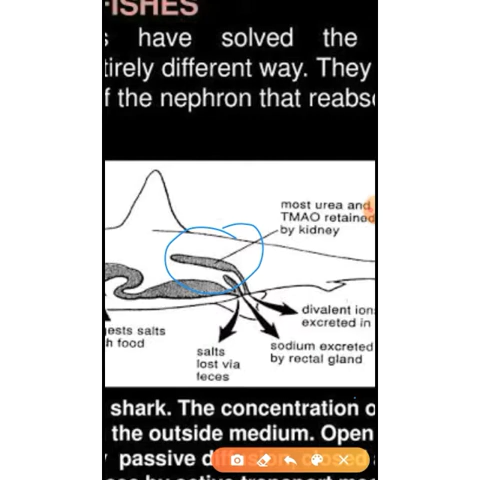 ISHES
have solved the
tirely different way. They
f the nephron that reabs
most urea and
TMAO retained
by kidney
divalent ion
excreted in
sodium excreted
by rectal gland
salts
lost via
feces
ests salts
h food
shark. The concentration o
the outside medium. Open
passive